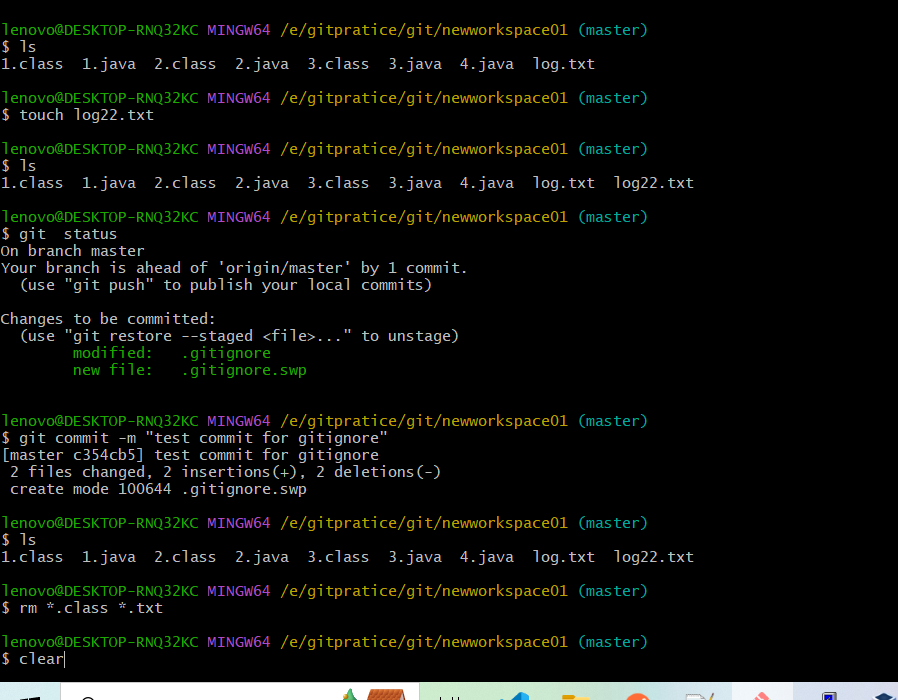 lenovo@DESKTOP-RNQ32KC MINGW64 /e/gitpratice/git/newworkspace01 (master)
$ ls
1.class  1.java  2.class  2.java  3.class  3.java  4.java  log.txt
lenovo@DESKTOP-RNQ32KC MINGW64 /e/gitpratice/git/newworkspace01 (master)
$ touch log22.txt
lenovo@DESKTOP-RNQ32KC MINGW64 /e/gitpratice/git/newworkspace01 (master)
$ ls
1.class  1.java  2.class  2.java  3.class  3.java  4.java  log.txt  log22.txt
lenovo@DESKTOP-RNQ32KC MINGW64 /e/gitpratice/git/newworkspace01 (master)
$ git  status
On branch master
Your branch is ahead of 'origin/master' by 1 commit.
  (use "git push" to publish your local commits)
Changes to be committed:
  (use "git restore --staged <file>..." to unstage)
        modified:   .gitignore
        new file:   .gitignore.swp
lenovo@DESKTOP-RNQ32KC MINGW64 /e/gitpratice/git/newworkspace01 (master)
$ git commit -m "test commit for gitignore"
[master c354cb5] test commit for gitignore
 2 files changed, 2 insertions(+), 2 deletions(-)
 create mode 100644 .gitignore.swp
lenovo@DESKTOP-RNQ32KC MINGW64 /e/gitpratice/git/newworkspace01 (master)
$ ls
1.class  1.java  2.class  2.java  3.class  3.java  4.java  log.txt  log22.txt
lenovo@DESKTOP-RNQ32KC MINGW64 /e/gitpratice/git/newworkspace01 (master)
$ rm *.class *.txt
lenovo@DESKTOP-RNQ32KC MINGW64 /e/gitpratice/git/newworkspace01 (master)
$ clear